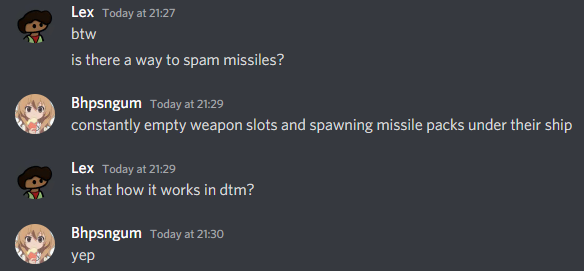 Lex Today at 21:27
btw
is there a way to spam missiles?
Bhpsngum Today at 21:29
constantly empty weapon slots and spawning missile packs under their ship
Lex Today at 21:29
is that how it works in dtm?
Bhpsngum Today at 21:30
yep